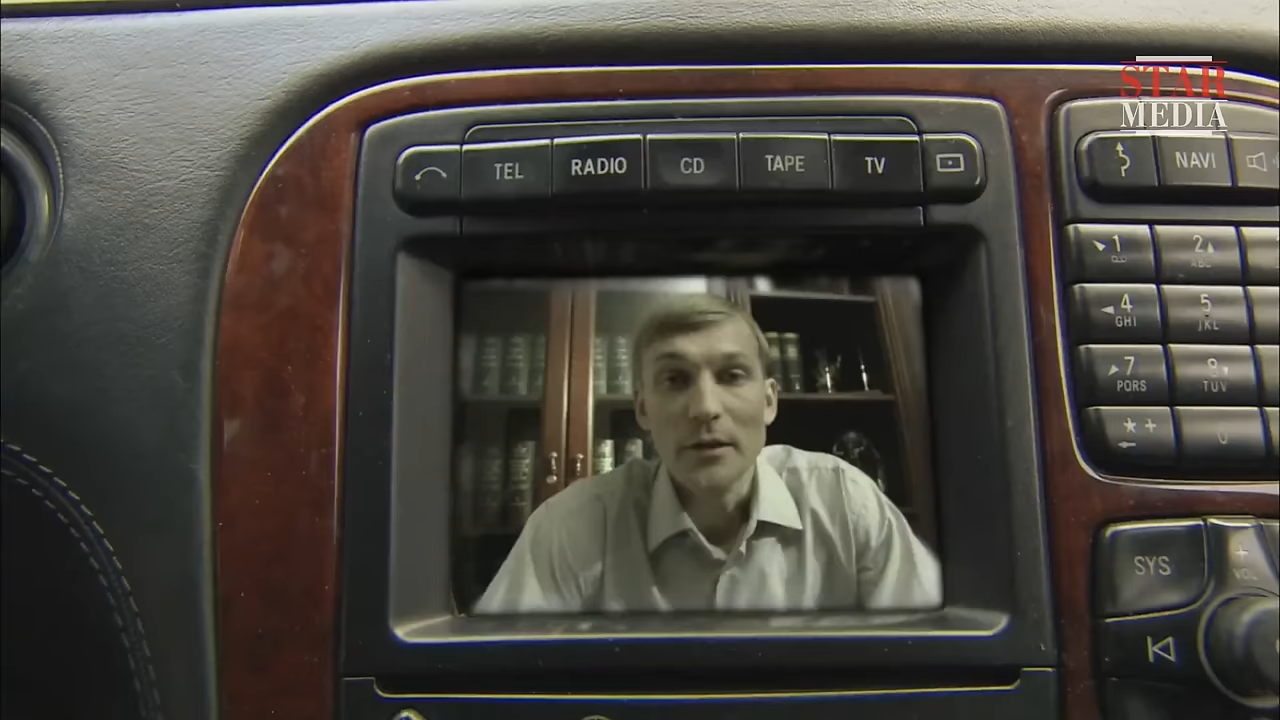 STAR
MEDIA
TEL
RADIO
CD
TAPE
TV
NAVI
1
2
ABC
4
GHI
5
JKL
7
PQRS
TUV
* +
SYS
+
VOL